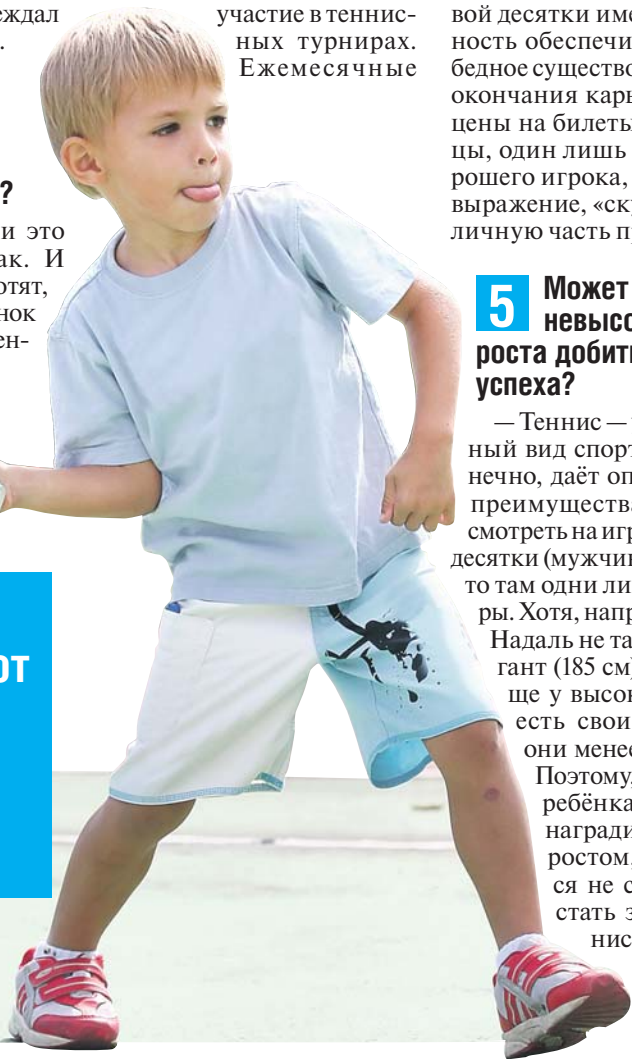 еждал
.
?
и это
ак. И
отят,
нок
ен-
от
участие в теннис-
ных турнирах.
Ежемесячные
вой десятки име
ность обеспечи
бедное существо
окончания карь
цены на билеты
цы, один лишь
рошего игрока,
выражение, «ску
личную часть пр
5 Может
невысо
роста добить
успеха?
— Теннис —
ный вид спорт
нечно, даёт оп
преимущества
смотреть на игр
десятки (мужчин
то там одни ли
ры. Хотя, напр
Надаль не та
гант (185 см)
ще у высок
есть свои
они менее
Поэтому,
ребёнка
награди
ростом,
ся не с
стать з
нис